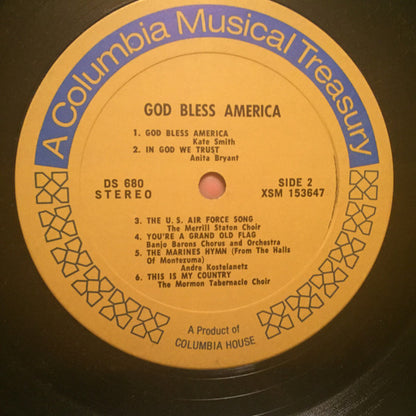 A Columbia Musical Treasury
GOD BLESS AMERICA
1. GOD BLESS AMERICA
Kate Smith
2. IN GOD WE TRUST
Anita Bryant
DS 680
STEREO
SIDE 2
XSM 153647
3. THE U.S. AIR FORCE SONG
The Merrill Staton Choir
4. YOU'RE A GRAND OLD FLAG
Banjo Barons Chorus and Orchestra
5. THE MARINES HYMN (From The Halls
Of Montezuma)
Andre Kostelanetz
6. THIS IS MY COUNTRY
The Mormon Tabernacle Choir
A Product of
COLUMBIA HOUSE